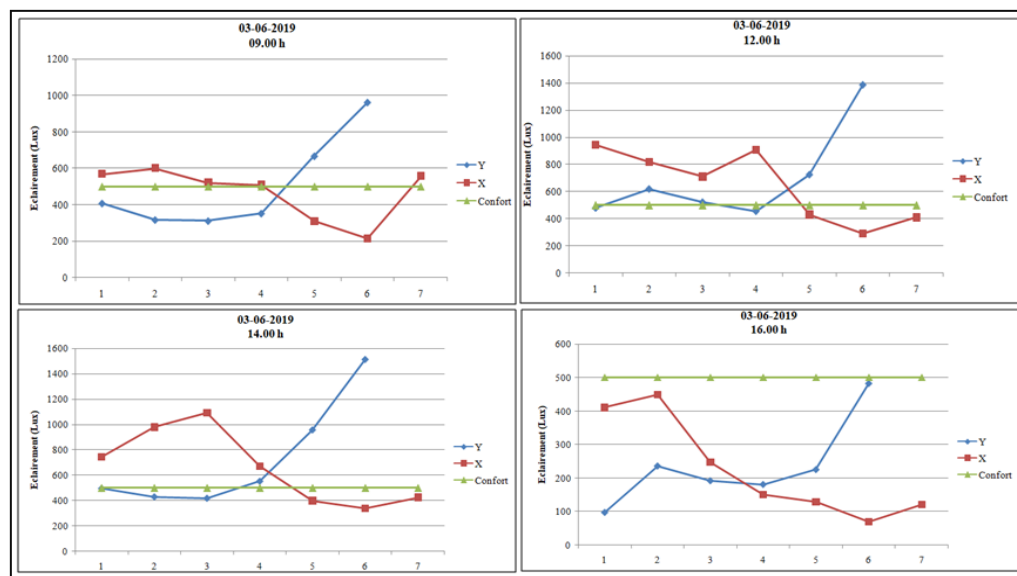 03-06-2019
09.00 h
Eclairement (Lux)
1200
1000
800
600
400
200
0
1 2 3 4 5 6 7
Y
X
Confort
03-06-2019
12.00 h
Eclairement (Lux)
1600
1400
1200
1000
800
600
400
200
0
1 2 3 4 5 6 7
Y
X
Confort
03-06-2019
14.00 h
Eclairement (Lux)
1600
1400
1200
1000
800
600
400
200
0
1 2 3 4 5 6 7
Y
X
Confort
03-06-2019
16.00 h
Eclairement (Lux)
600
500
400
300
200
100
0
1 2 3 4 5 6 7
Y
X
Confort